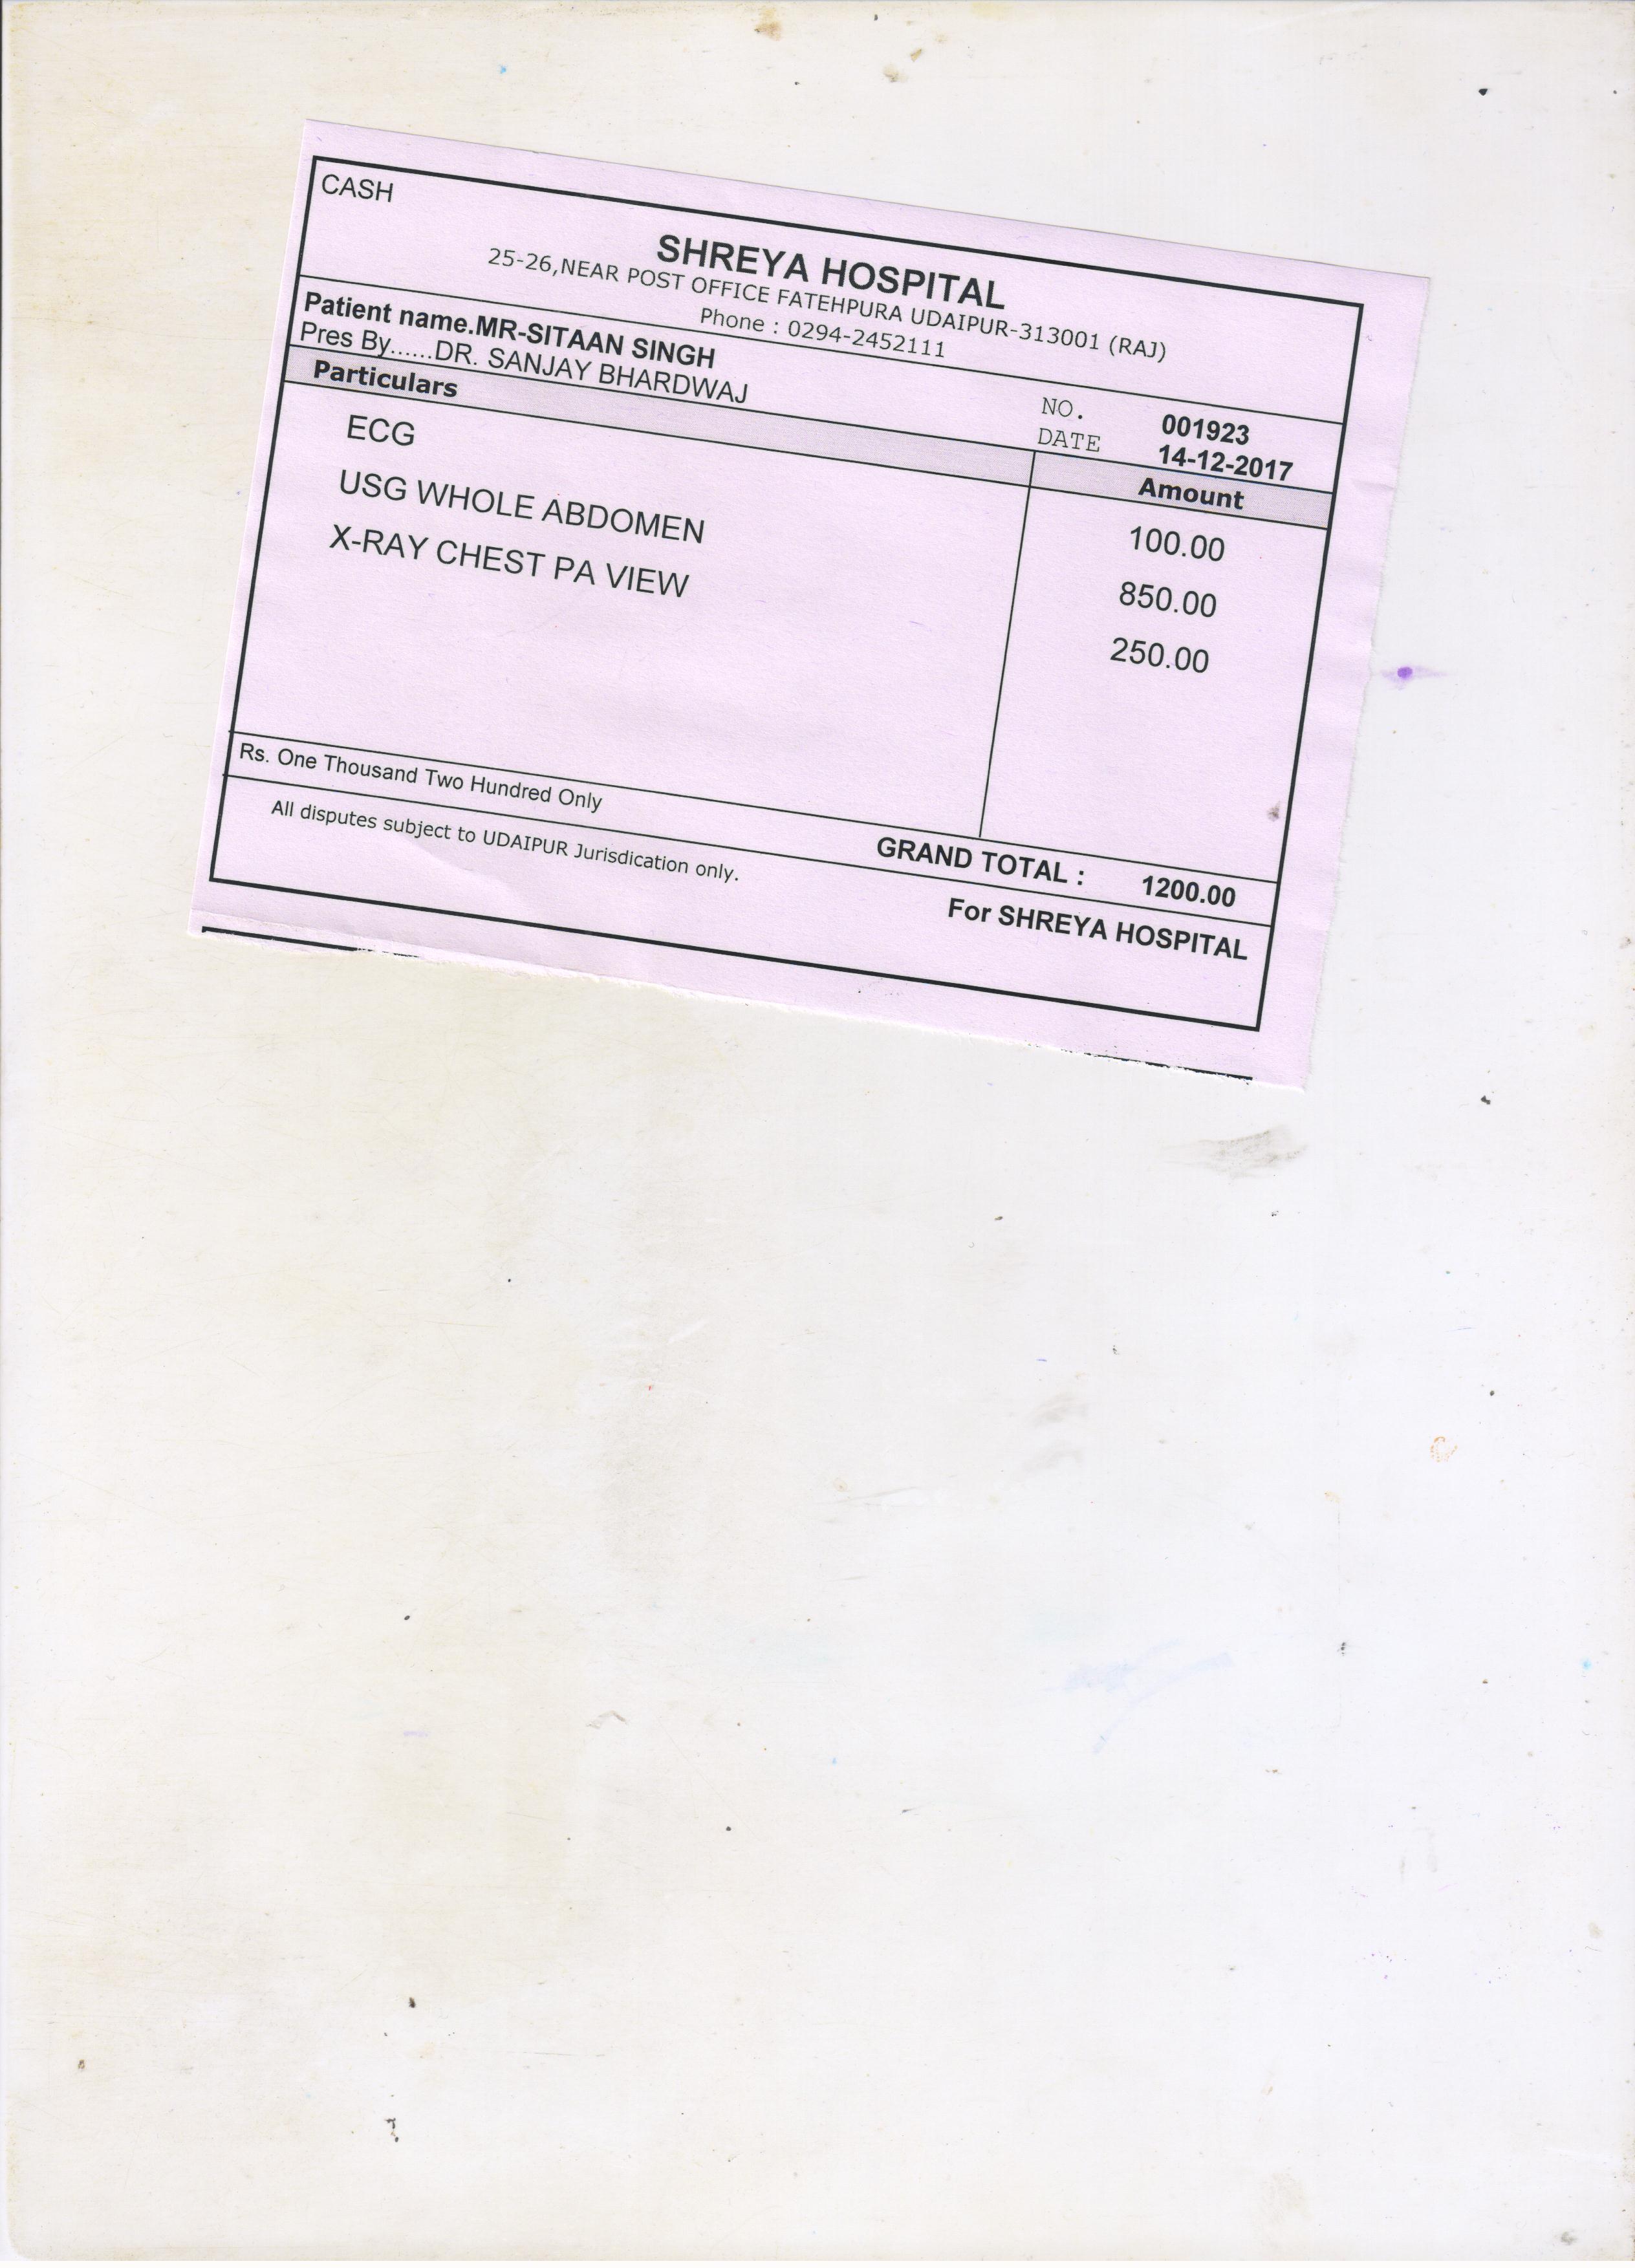 CASH
SHREYA HOSPITAL
25-26,NEAR POST OFFICE FATEHPURA UDAIPUR-313001 (RAJ)
Phone : 0294-2452111
Patient name.MR-SITAAN SINGH NO. 001923
Pres By......DR. SANJAY BHARDWAJ DATE 14-12-2017
Particulars Amount
ECG 100.00
USG WHOLE ABDOMEN 850.00
X-RAY CHEST PA VIEW 250.00
Rs. One Thousand Two Hundred Only GRAND TOTAL : 1200.00
All disputes subject to UDAIPUR Jurisdication only. For SHREYA HOSPITAL